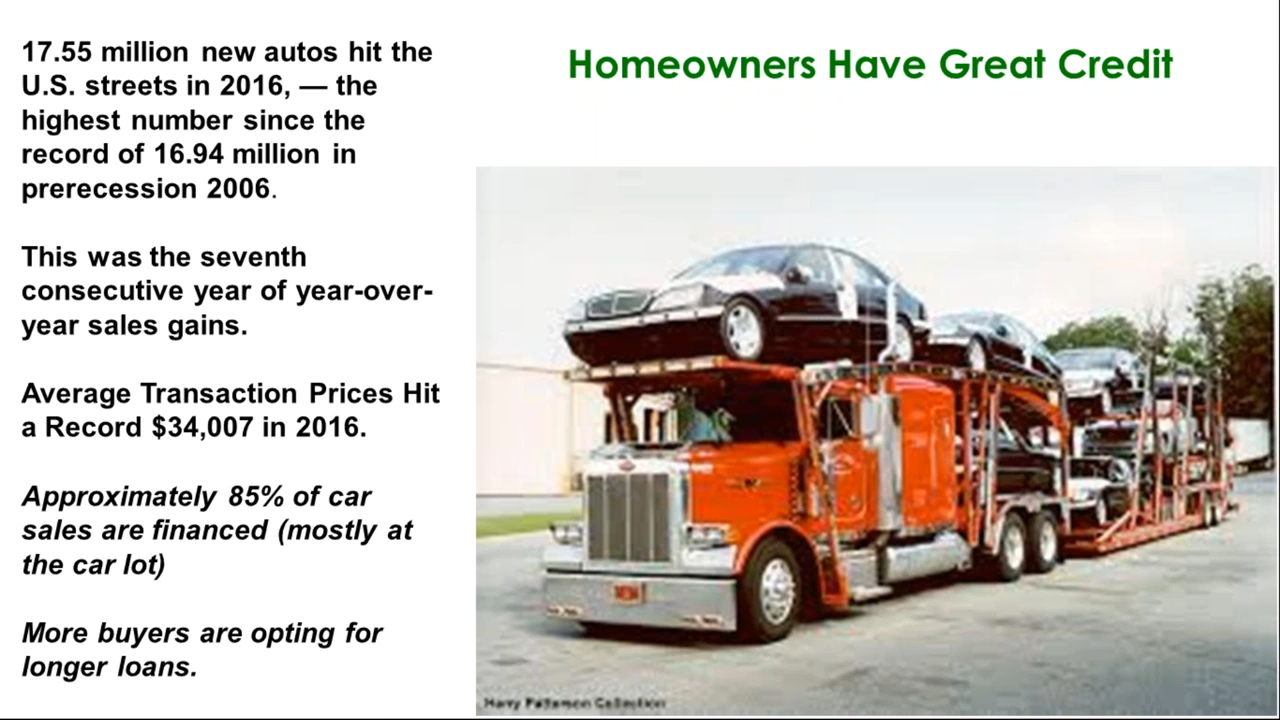 17.55 million new autos hit the
U.S. streets in 2016, — the
highest number since the
record of 16.94 million in
prerecession 2006.
This was the seventh
consecutive year of year-over-
year sales gains.
Average Transaction Prices Hit
a Record $34,007 in 2016.
Approximately 85% of car
sales are financed (mostly at
the car lot)
More buyers are opting for
longer loans.
Homeowners Have Great Credit
Harry Patterson Collection